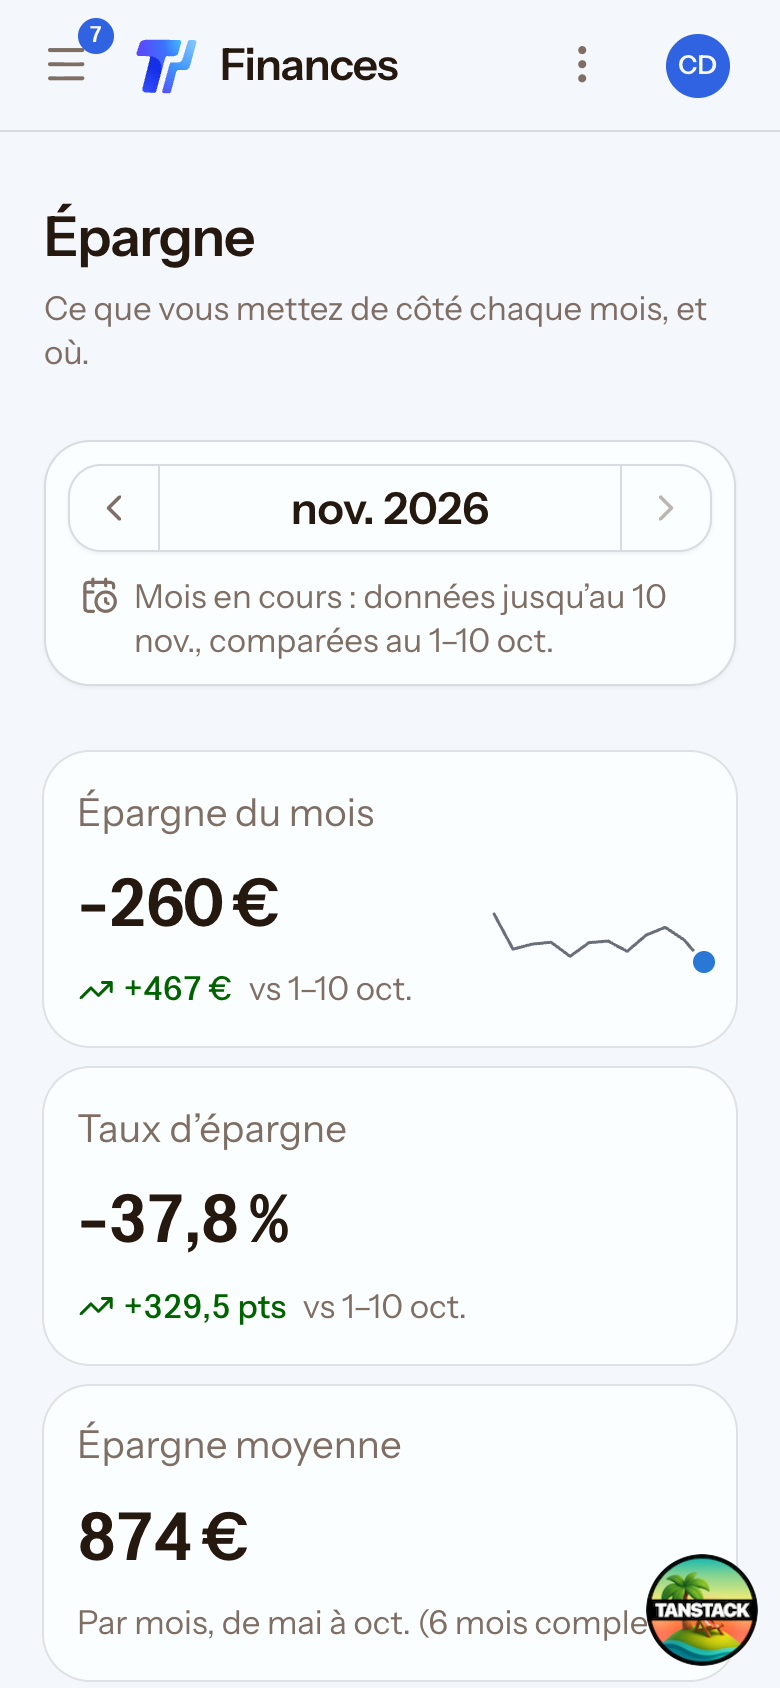 7
Finances
CD
Épargne
Ce que vous mettez de côté chaque mois, et
où.
nov. 2026
Mois en cours : données jusqu’au 10
nov., comparées au 1–10 oct.
Épargne du mois
-260 €
+467 € vs 1–10 oct.
Taux d’épargne
-37,8 %
+329,5 pts vs 1–10 oct.
Épargne moyenne
874 €
Par mois, de mai à oct. (6 mois comple
TANSTACK